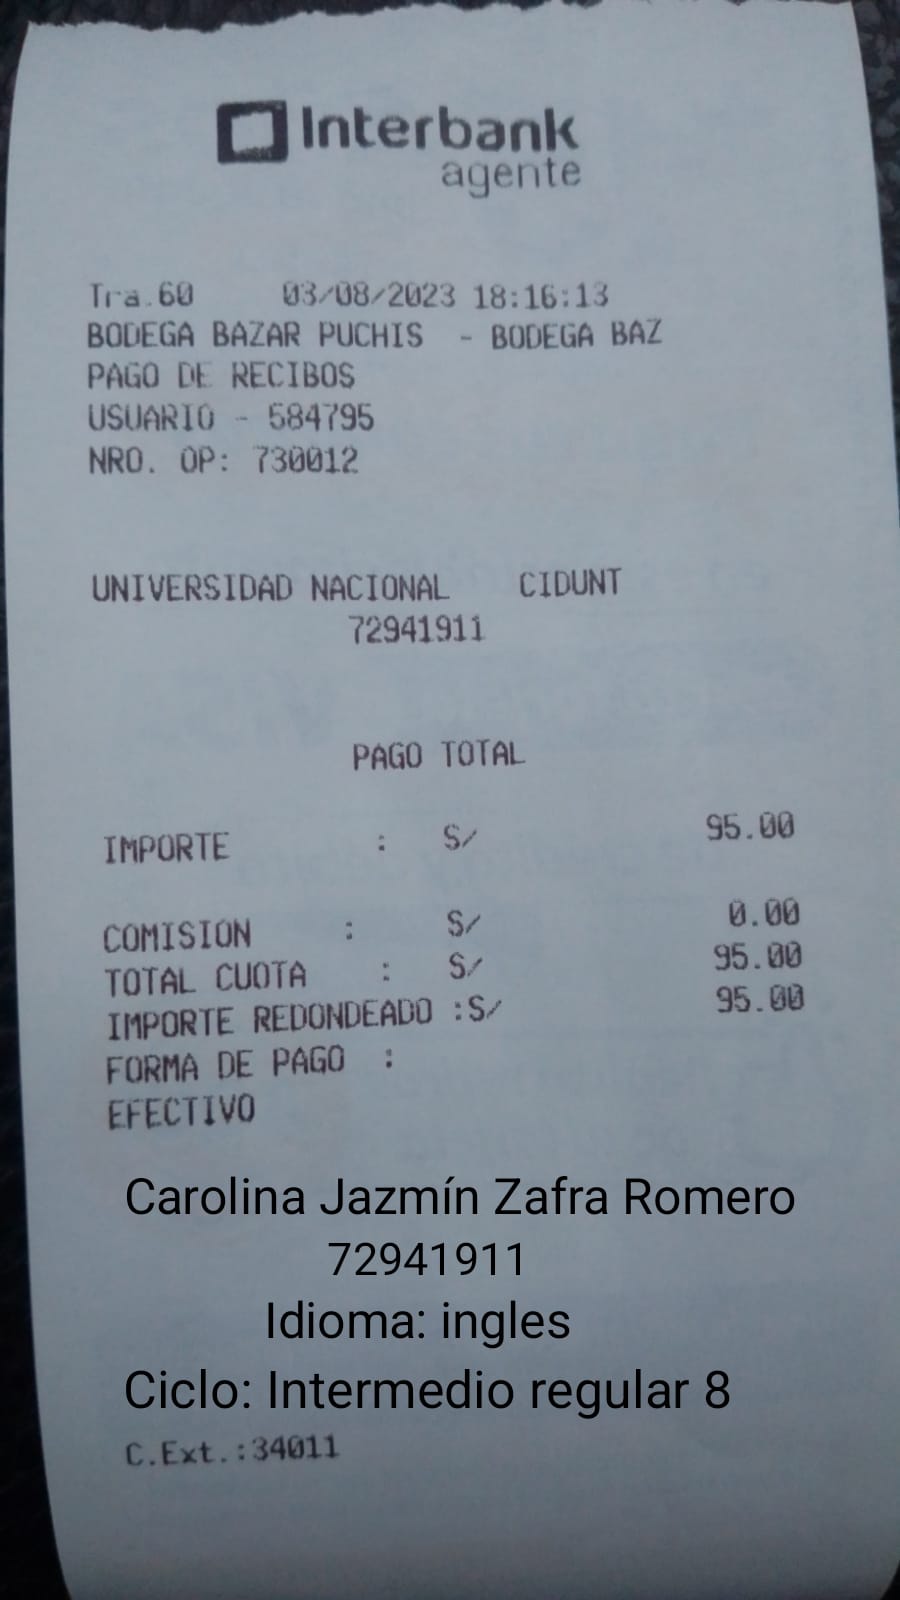 Interbank
agente
Tra.60 03/08/2023 18:16:13
BODEGA BAZAR PUCHIS - BODEGA BAZ
PAGO DE RECIBOS
USUARIO - 584795
NRO. OP: 730012
UNIVERSIDAD NACIONAL CIDUNT
72941911
PAGO TOTAL
IMPORTE : S/ 95.00
COMISION : S/ 0.00
TOTAL CUOTA : S/ 95.00
IMPORTE REDONDEADO :S/ 95.00
FORMA DE PAGO :
EFECTIVO
Carolina Jazmín Zafra Romero
72941911
Idioma: ingles
Ciclo: Intermedio regular 8
C.Ext.:34011